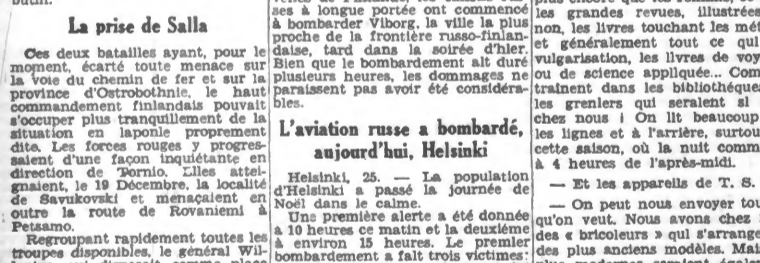 La prise de Salla
Ces deux batailles ayant, pour le
moment, écarté toute menace sur
la voie du chemin de fer et sur la
province d'Ostrobothnie, le haut
commandement finlandais pouvait
s'occuper plus tranquillement de la
situation en laponie proprement
dite. Les forces rouges y progres-
saient d'une façon inquiétante en
direction de Tornio. Elles attei-
gnaient, le 19 Décembre, la localité
de Savukovski et menaçaient en
outre la route de Rovaniemi à
Petsamo.
Regroupant rapidement toutes les
troupes disponibles, le général Wil-
ses à longue portée ont commencé
à bombarder Viborg, la ville la plus
proche de la frontière russo-finlan-
daise, tard dans la soirée d'hier.
Bien que le bombardement ait duré
plusieurs heures, les dommages ne
paraissent pas avoir été considéra-
bles.
L'aviation russe a bombardé,
aujourd'hui, Helsinki
Helsinki, 25. — La population
d'Helsinki a passé la journée de
Noël dans le calme.
Une première alerte a été donnée
à 10 heures ce matin et la deuxième
à environ 15 heures. Le premier
bombardement a fait trois victimes:
les grandes revues, illustrées
non, les livres touchant les mét
et généralement tout ce qui
vulgarisation, les livres de voy
ou de science appliquée... Com
traînent dans les bibliothèque
les greniers qui seraient si
chez nous ! On lit beaucoup
les lignes et à l'arrière, surtou
cette saison, où la nuit comm
à 4 heures de l'après-midi.
— Et les appareils de T. S.
— On peut nous envoyer tou
qu'on veut. Nous avons chez
des « bricoleurs » qui s'arrange
des plus anciens modèles. Mai